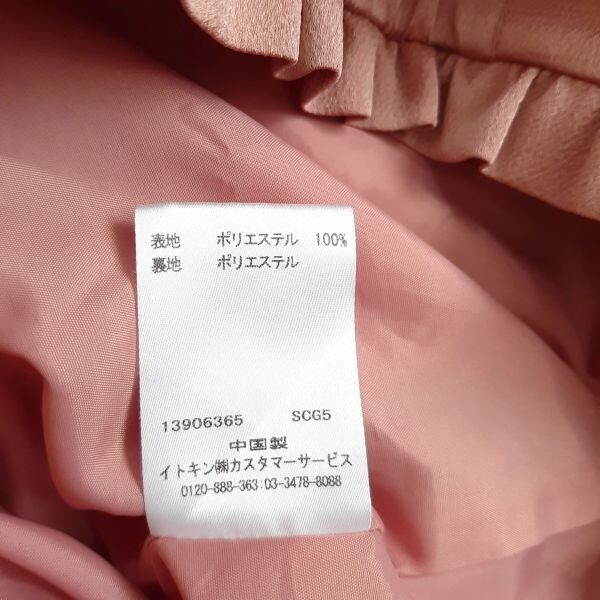 表地 ポリエステル 100%
裏地 ポリエステル
13906365 SCG5
中国製
イトキン㈱カスタマーサービス
0120-888-363:03-3478-8088